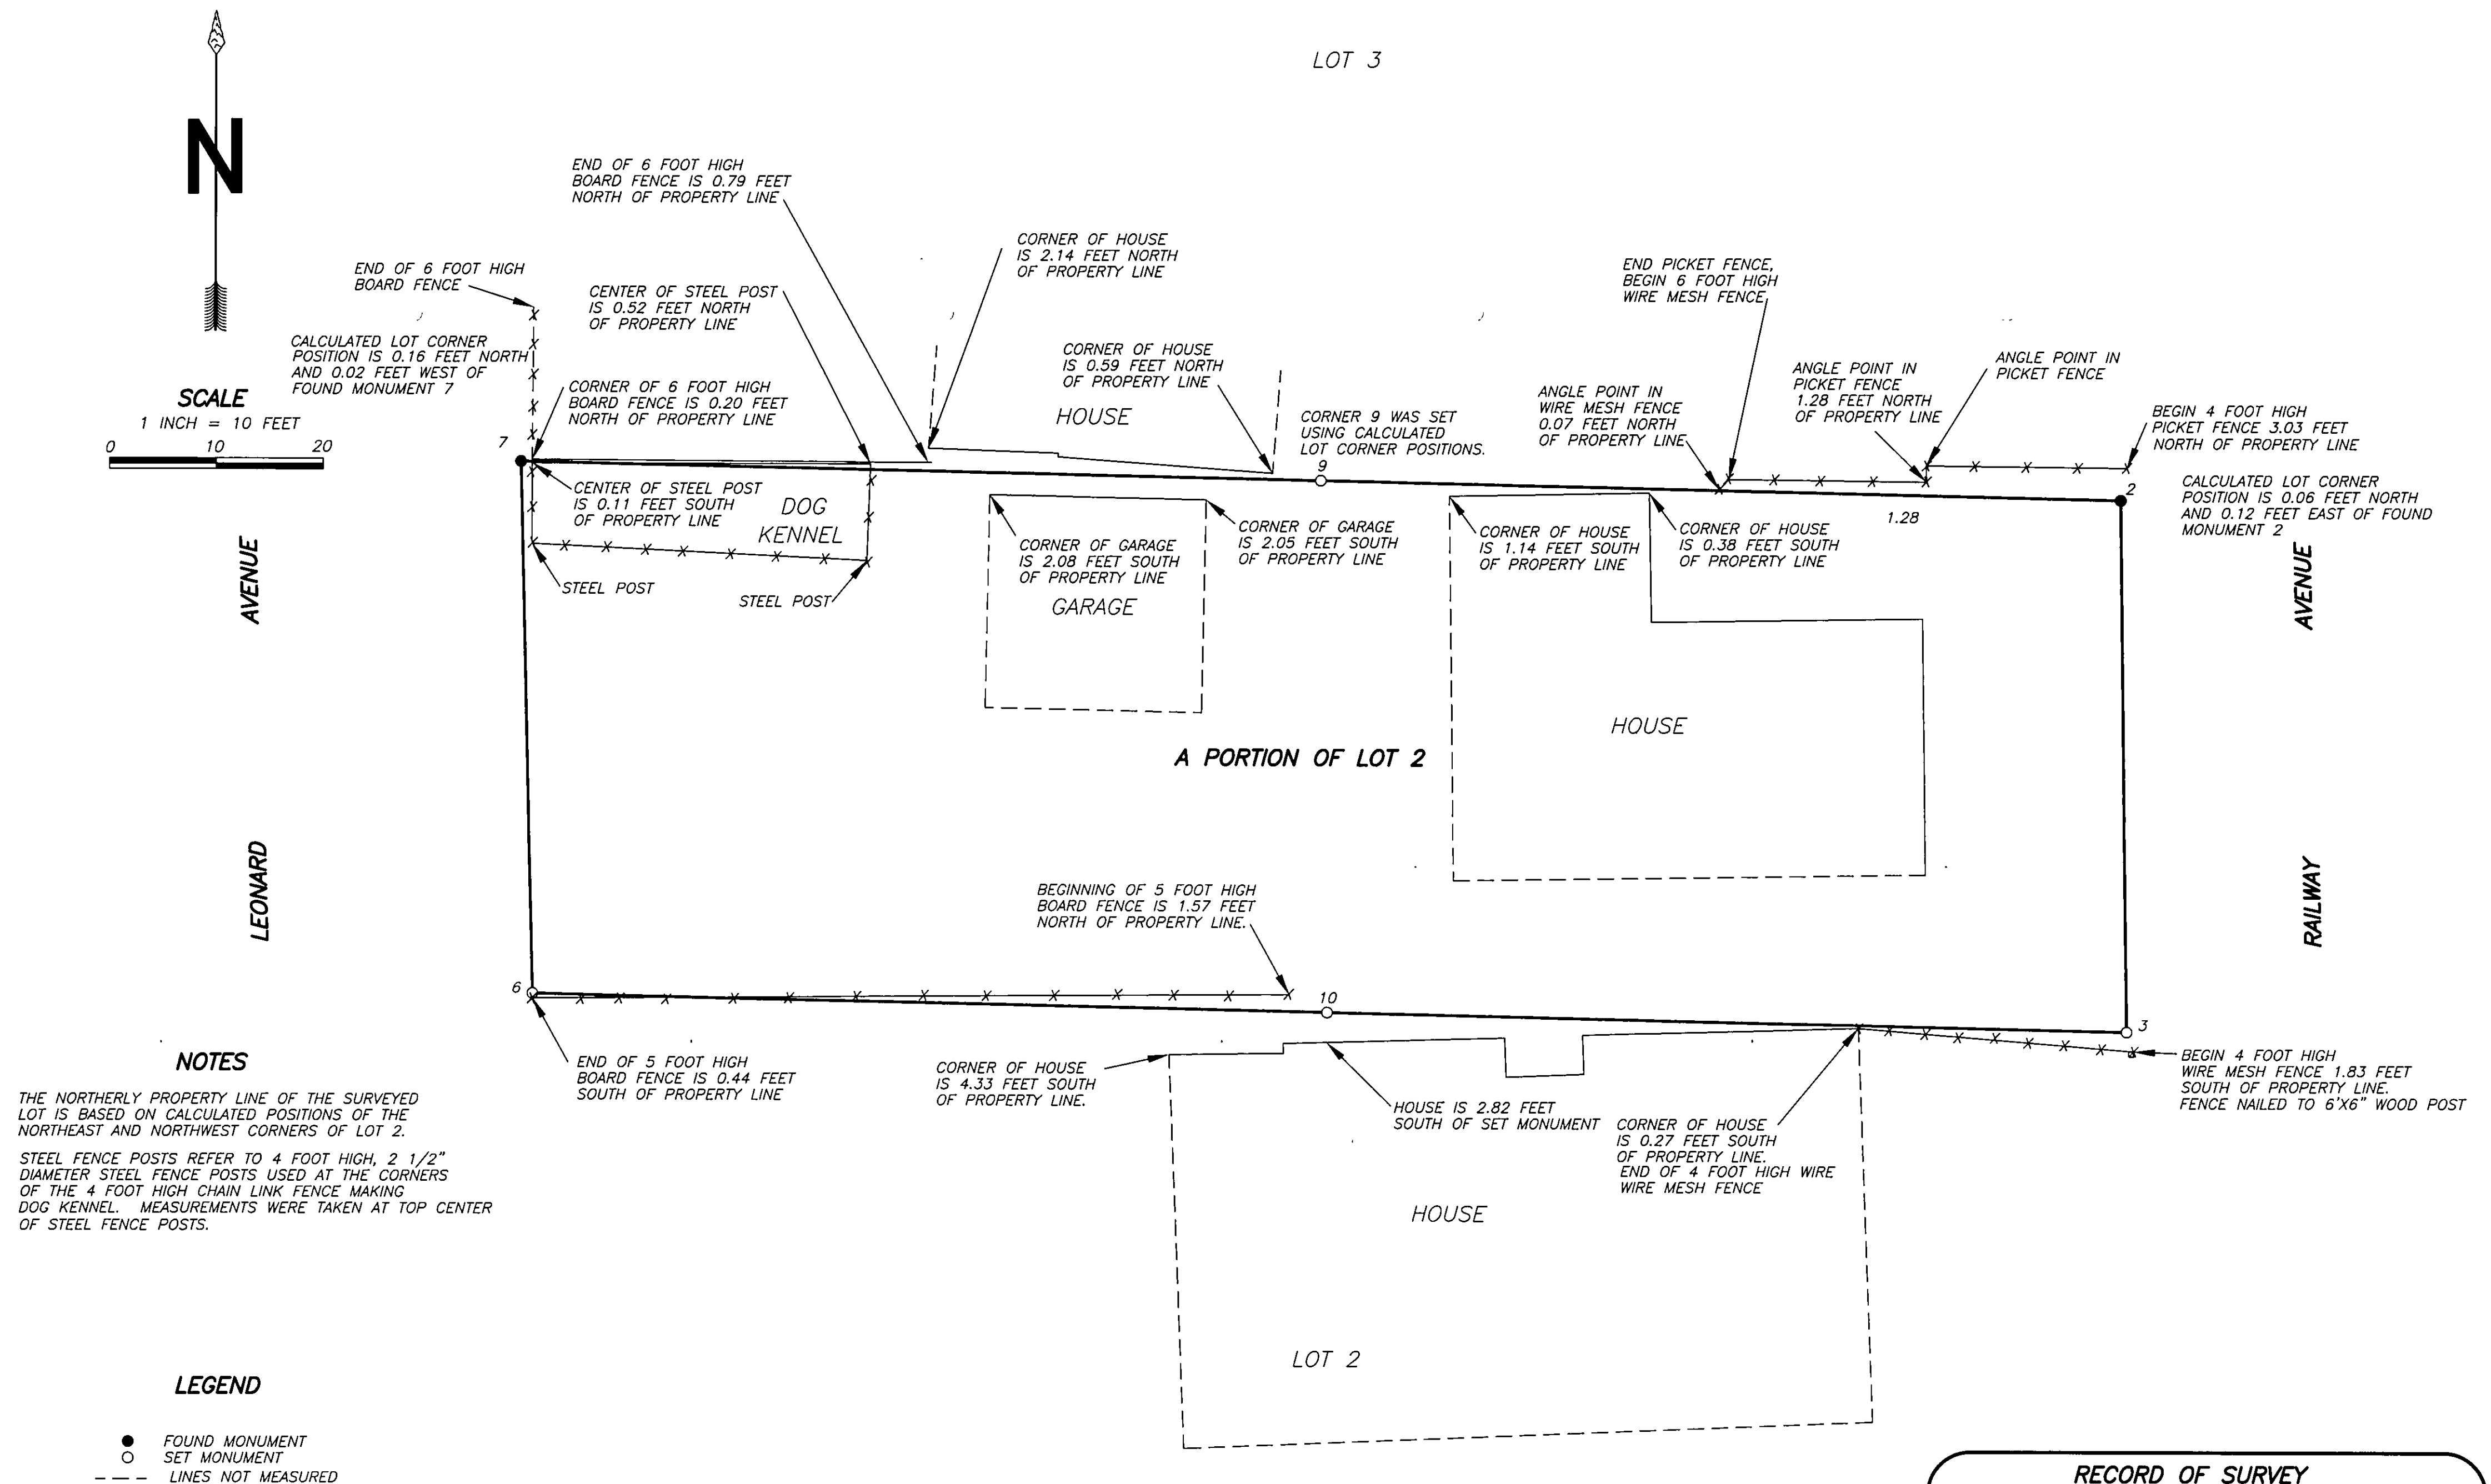 LOT 3
N
END OF 6 FOOT HIGH
BOARD FENCE IS 0.79 FEET
NORTH OF PROPERTY LINE
CORNER OF HOUSE
IS 2.14 FEET NORTH
OF PROPERTY LINE
END OF 6 FOOT HIGH
BOARD FENCE
CENTER OF STEEL POST
IS 0.52 FEET NORTH
OF PROPERTY LINE
END PICKET FENCE,
BEGIN 6 FOOT HIGH
WIRE MESH FENCE
CALCULATED LOT CORNER
POSITION IS 0.16 FEET NORTH
AND 0.02 FEET WEST OF
FOUND MONUMENT 7
CORNER OF HOUSE
IS 0.59 FEET NORTH
OF PROPERTY LINE
ANGLE POINT IN
PICKET FENCE
1.28 FEET NORTH
OF PROPERTY LINE
ANGLE POINT IN
PICKET FENCE
SCALE
1 INCH = 10 FEET
0 10 20
CORNER OF 6 FOOT HIGH
BOARD FENCE IS 0.20 FEET
NORTH OF PROPERTY LINE
HOUSE
CORNER 9 WAS SET
USING CALCULATED
LOT CORNER POSITIONS.
ANGLE POINT IN
WIRE MESH FENCE
0.07 FEET NORTH
OF PROPERTY LINE
BEGIN 4 FOOT HIGH
PICKET FENCE 3.03 FEET
NORTH OF PROPERTY LINE
7
9
2
CALCULATED LOT CORNER
POSITION IS 0.06 FEET NORTH
AND 0.12 FEET EAST OF FOUND
MONUMENT 2
CENTER OF STEEL POST
IS 0.11 FEET SOUTH
OF PROPERTY LINE
DOG
KENNEL
1.28
CORNER OF GARAGE
IS 2.08 FEET SOUTH
OF PROPERTY LINE
CORNER OF GARAGE
IS 2.05 FEET SOUTH
OF PROPERTY LINE
CORNER OF HOUSE
IS 1.14 FEET SOUTH
OF PROPERTY LINE
CORNER OF HOUSE
IS 0.38 FEET SOUTH
OF PROPERTY LINE
STEEL POST
STEEL POST
GARAGE
LEONARD AVENUE
RAILWAY AVENUE
HOUSE
A PORTION OF LOT 2
BEGINNING OF 5 FOOT HIGH
BOARD FENCE IS 1.57 FEET
NORTH OF PROPERTY LINE.
6
10
3
END OF 5 FOOT HIGH
BOARD FENCE IS 0.44 FEET
SOUTH OF PROPERTY LINE
CORNER OF HOUSE
IS 4.33 FEET SOUTH
OF PROPERTY LINE.
HOUSE IS 2.82 FEET
SOUTH OF SET MONUMENT
CORNER OF HOUSE
IS 0.27 FEET SOUTH
OF PROPERTY LINE.
END OF 4 FOOT HIGH WIRE
WIRE MESH FENCE
BEGIN 4 FOOT HIGH
WIRE MESH FENCE 1.83 FEET
SOUTH OF PROPERTY LINE.
FENCE NAILED TO 6'X6" WOOD POST
NOTES
THE NORTHERLY PROPERTY LINE OF THE SURVEYED
LOT IS BASED ON CALCULATED POSITIONS OF THE
NORTHEAST AND NORTHWEST CORNERS OF LOT 2.
STEEL FENCE POSTS REFER TO 4 FOOT HIGH, 2 1/2"
DIAMETER STEEL FENCE POSTS USED AT THE CORNERS
OF THE 4 FOOT HIGH CHAIN LINK FENCE MAKING
DOG KENNEL. MEASUREMENTS WERE TAKEN AT TOP CENTER
OF STEEL FENCE POSTS.
HOUSE
LOT 2
LEGEND
FOUND MONUMENT
SET MONUMENT
LINES NOT MEASURED
RECORD OF SURVEY